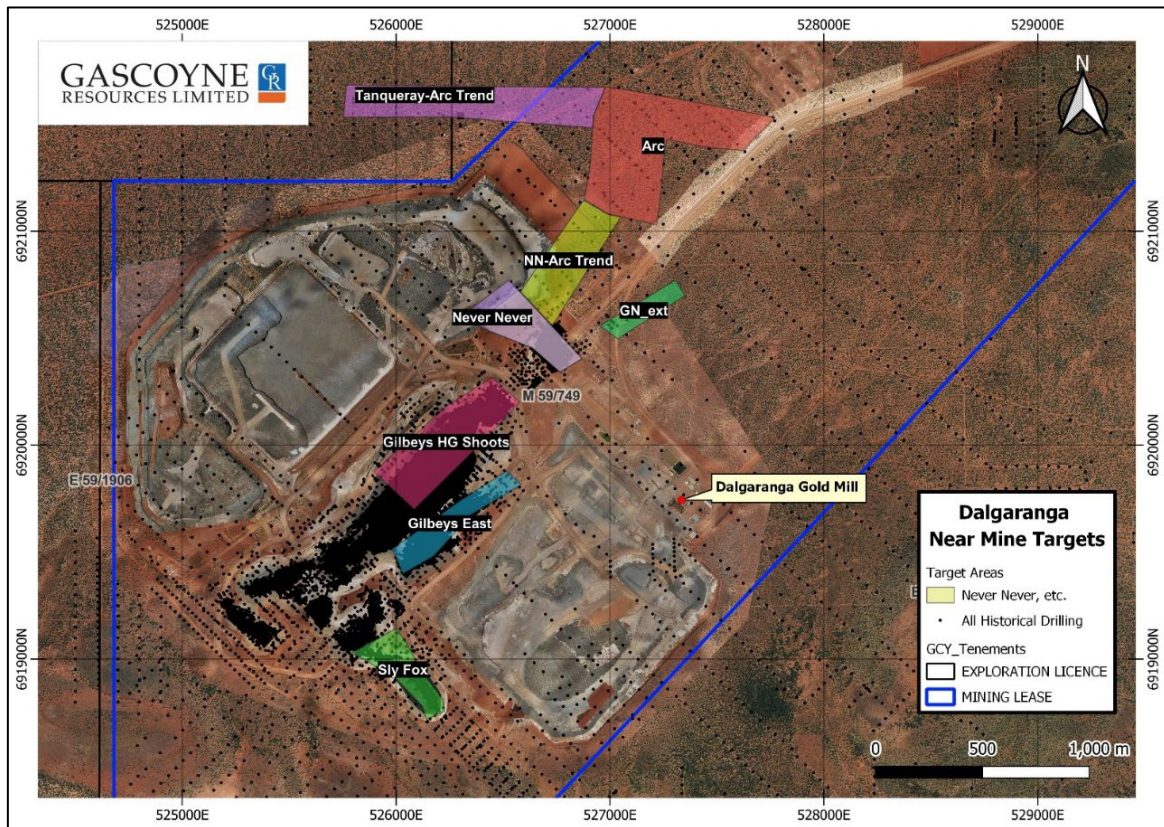 525000E
526000E
527000E
528000E
529000E
GASCOYNE
RESOURCES LIMITED
GR
N
Tanqueray-Arc Trend
Arc
6921000N
6921000N
NN-Arc Trend
GN_ext
Never Never
M 59/749
6920000N
6920000N
Gilbeys HG Shoots
E 59/1906
Dalgaranga Gold Mill
Gilbeys East
Dalgaranga
Near Mine Targets
Target Areas
Never Never, etc.
All Historical Drilling
GCY_Tenements
EXPLORATION LICENCE
MINING LEASE
6919000N
6919000N
Sly Fox
0
500
1,000 m
525000E
526000E
527000E
528000E
529000E